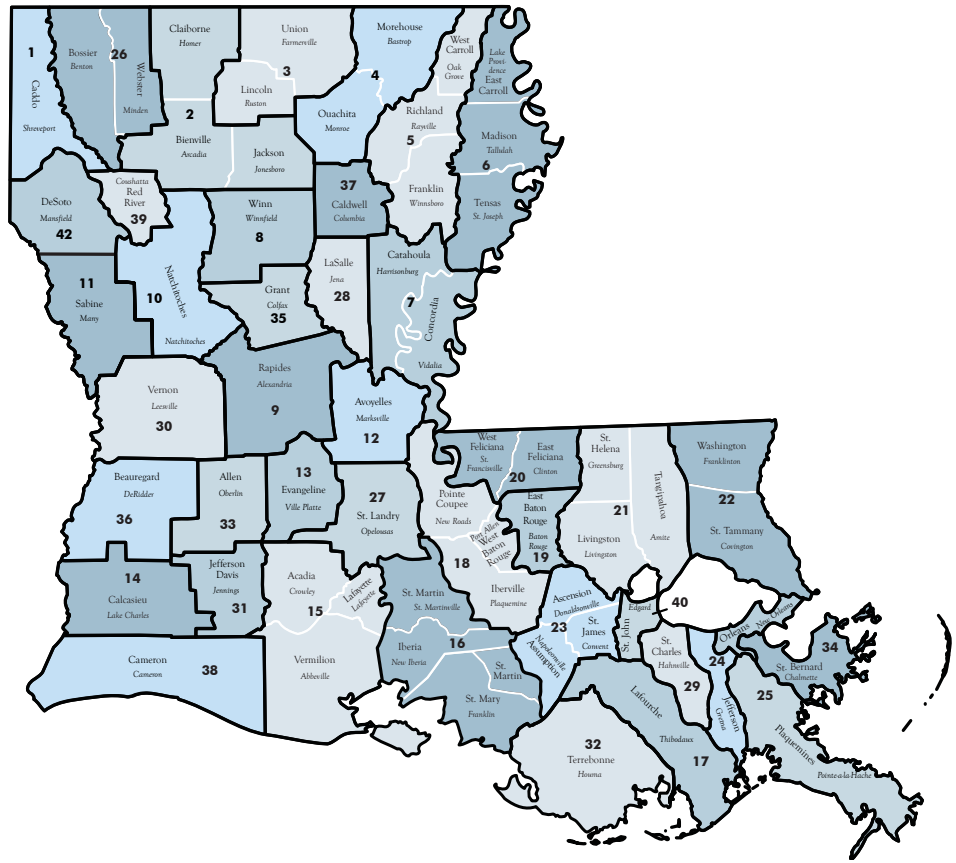 1
Caddo
Shreveport
Bossier
Benton
26
Webster
Minden
Claiborne
Homer
2
Bienville
Arcadia
Jackson
Jonesboro
Union
Farmerville
3
Lincoln
Ruston
Morehouse
Bastrop
4
Ouachita
Monroe
West
Carroll
Oak
Grove
Richland
Rayville
5
Franklin
Winnsboro
Lake
Provi-
dence
East
Carroll
Madison
Tallulah
6
Tensas
St. Joseph
DeSoto
Mansfield
42
Coushatta
Red
River
39
Winn
Winnfield
8
37
Caldwell
Columbia
11
Sabine
Many
10
Natchitoches
Natchitoches
Grant
Colfax
35
LaSalle
Jena
28
Catahoula
Harrisonburg
7
Concordia
Vidalia
Vernon
Leesville
30
Rapides
Alexandria
9
Avoyelles
Marksville
12
Beauregard
DeRidder
36
Allen
Oberlin
33
13
Evangeline
Ville Platte
27
St. Landry
Opelousas
Pointe
Coupee
New Roads
Port Allen
West
Baton
Rouge
18
Iberville
Plaquemine
West
Feliciana
St.
Francisville
East
Feliciana
Clinton
20
East
Baton
Rouge
Baton
Rouge
19
St.
Helena
Greensburg
21
Livingston
Livingston
Tangipahoa
Amite
Washington
Franklinton
22
St. Tammany
Covington
14
Calcasieu
Lake Charles
Jefferson
Davis
Jennings
31
Acadia
Crowley
15
Lafayette
Lafayette
Vermilion
Abbeville
Cameron
Cameron
38
St. Martin
St. Martinville
Iberia
New Iberia
16
St.
Martin
St. Mary
Franklin
Ascension
Donaldsonville
23
St.
James
Convent
Napoleonville
Assumption
Edgard
St. John
40
St.
Charles
Hahnville
29
24
Jefferson
Gretna
Orleans
New Orleans
34
St. Bernard
Chalmette
25
Plaquemines
Pointe-a-la-Hache
Lafourche
Thibodaux
17
32
Terrebonne
Houma